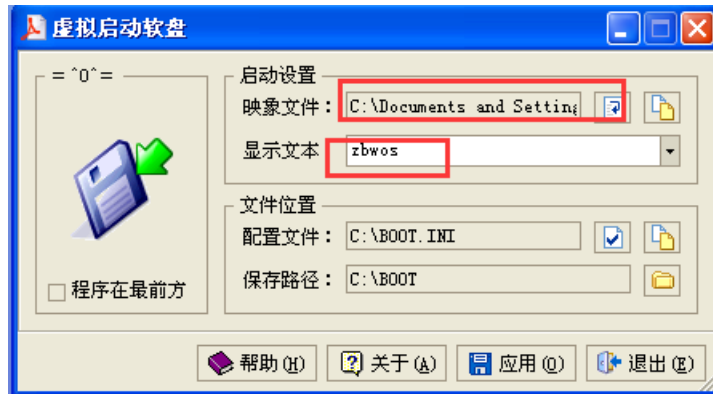 虚拟启动软盘
= ^O^=
启动设置
映象文件： C:\Documents and Setting
显示文本 zbwos
文件位置
配置文件： C:\BOOT.INI
保存路径： C:\BOOT
程序在最前方
帮助(H) 关于(A) 应用(O) 退出(E)